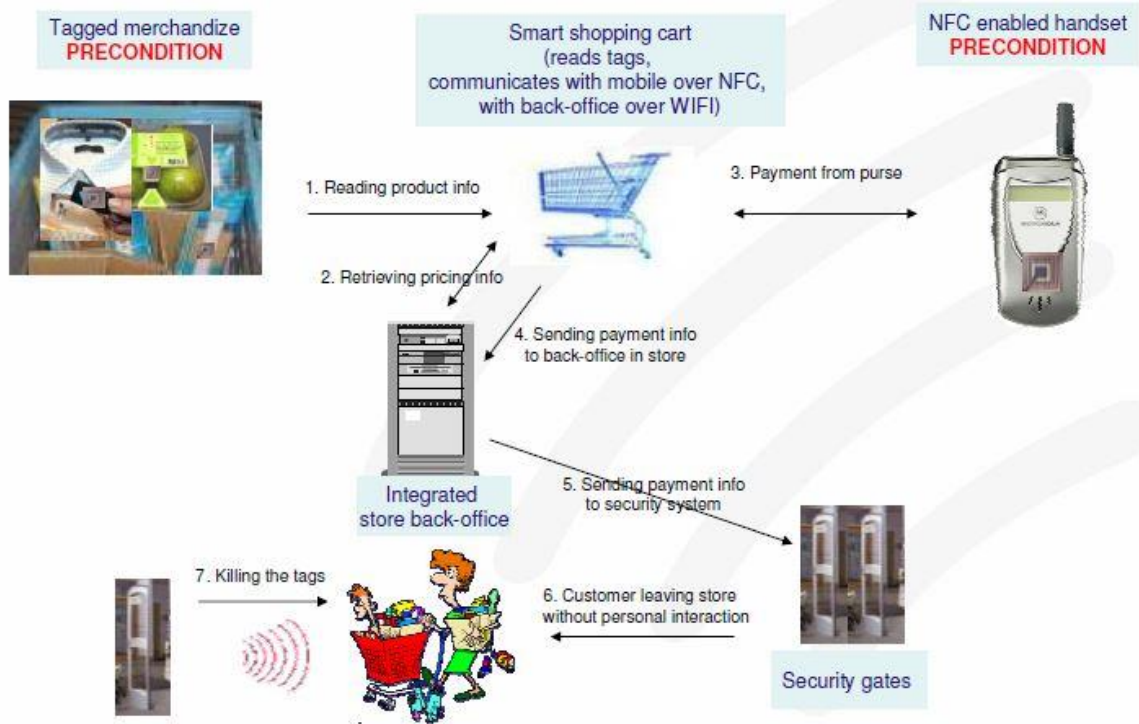 Tagged merchandize
PRECONDITION
Smart shopping cart
(reads tags,
communicates with mobile over NFC,
with back-office over WIFI)
NFC enabled handset
PRECONDITION
1. Reading product info
3. Payment from purse
2. Retrieving pricing info
4. Sending payment info
to back-office in store
Integrated
store back-office
5. Sending payment info
to security system
7. Killing the tags
6. Customer leaving store
without personal interaction
Security gates